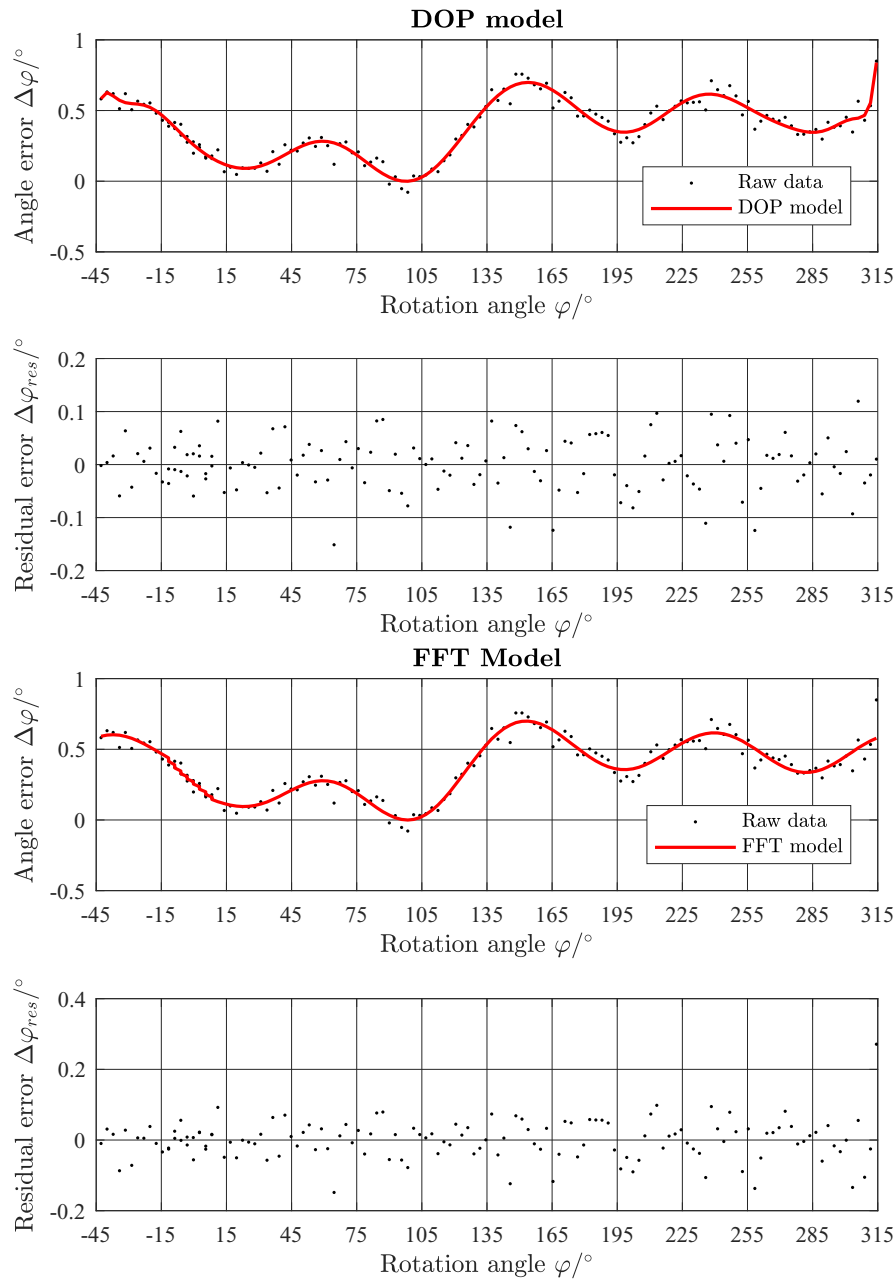 DOP model
Angle error Δφ/°
1
0.5
0
-0.5
Raw data
DOP model
-45 -15 15 45 75 105 135 165 195 225 255 285 315
Rotation angle φ/°
Residual error Δφres/°
0.2
0.1
0
-0.1
-0.2
-45 -15 15 45 75 105 135 165 195 225 255 285 315
Rotation angle φ/°
FFT Model
Angle error Δφ/°
1
0.5
0
-0.5
Raw data
FFT model
-45 -15 15 45 75 105 135 165 195 225 255 285 315
Rotation angle φ/°
Residual error Δφres/°
0.4
0.2
0
-0.2
-45 -15 15 45 75 105 135 165 195 225 255 285 315
Rotation angle φ/°